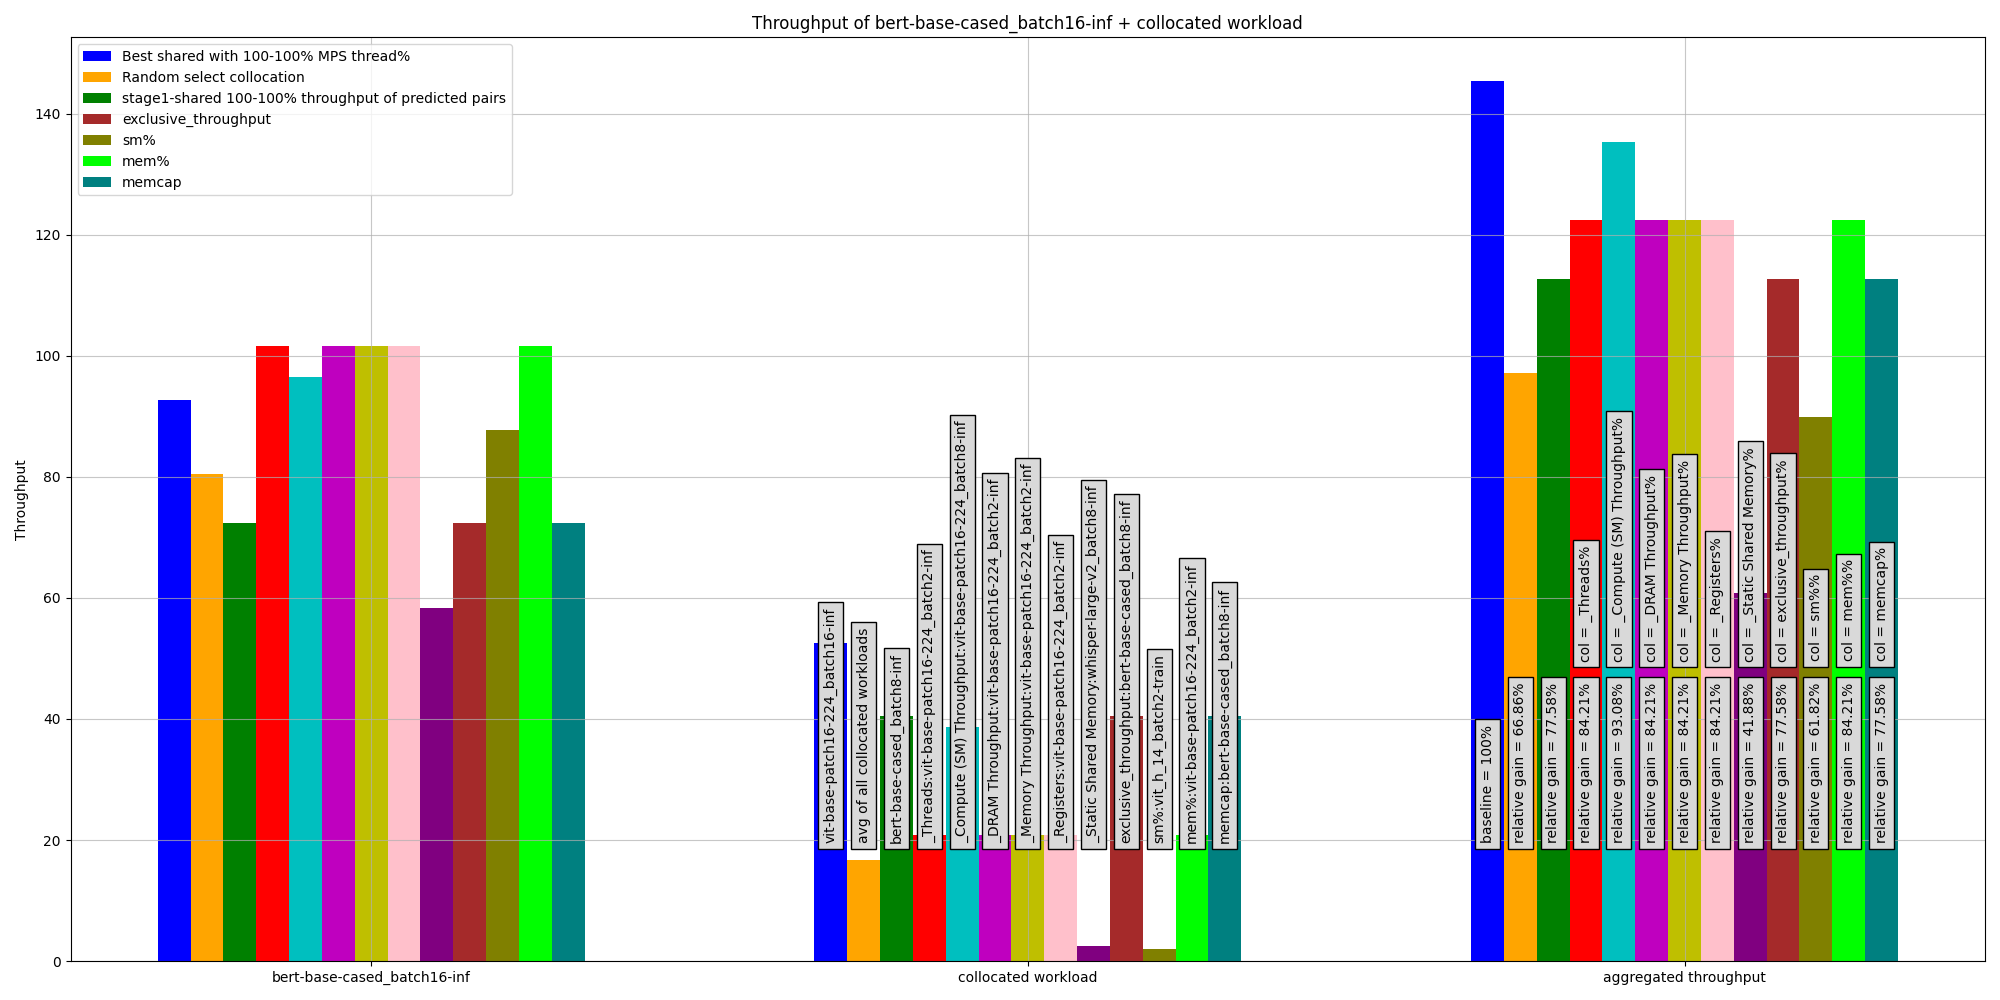 Throughput of bert-base-cased_batch16-inf + collocated workload
Best shared with 100-100% MPS thread%
Random select collocation
stage1-shared 100-100% throughput of predicted pairs
exclusive_throughput
sm%
mem%
memcap
Throughput
140
120
100
80
60
40
20
0
vit-base-patch16-224_batch16-inf
avg of all collocated workloads
bert-base-cased_batch8-inf
_Threads:vit-base-patch16-224_batch2-inf
_Compute (SM) Throughput:vit-base-patch16-224_batch8-inf
_DRAM Throughput:vit-base-patch16-224_batch2-inf
_Memory Throughput:vit-base-patch16-224_batch2-inf
_Registers:vit-base-patch16-224_batch2-inf
_Static Shared Memory:whisper-large-v2_batch8-inf
exclusive_throughput:bert-base-cased_batch8-inf
sm%:vit_h_14_batch2-train
mem%:vit-base-patch16-224_batch2-inf
memcap:bert-base-cased_batch8-inf
col = _Threads%
col = _Compute (SM) Throughput%
col = _DRAM Throughput%
col = _Memory Throughput%
col = _Registers%
col = _Static Shared Memory%
col = exclusive_throughput%
col = sm%%
col = mem%%
col = memcap%
baseline = 100%
relative gain = 66.86%
relative gain = 77.58%
relative gain = 84.21%
relative gain = 93.08%
relative gain = 84.21%
relative gain = 84.21%
relative gain = 84.21%
relative gain = 41.88%
relative gain = 77.58%
relative gain = 61.82%
relative gain = 84.21%
relative gain = 77.58%
bert-base-cased_batch16-inf
collocated workload
aggregated throughput